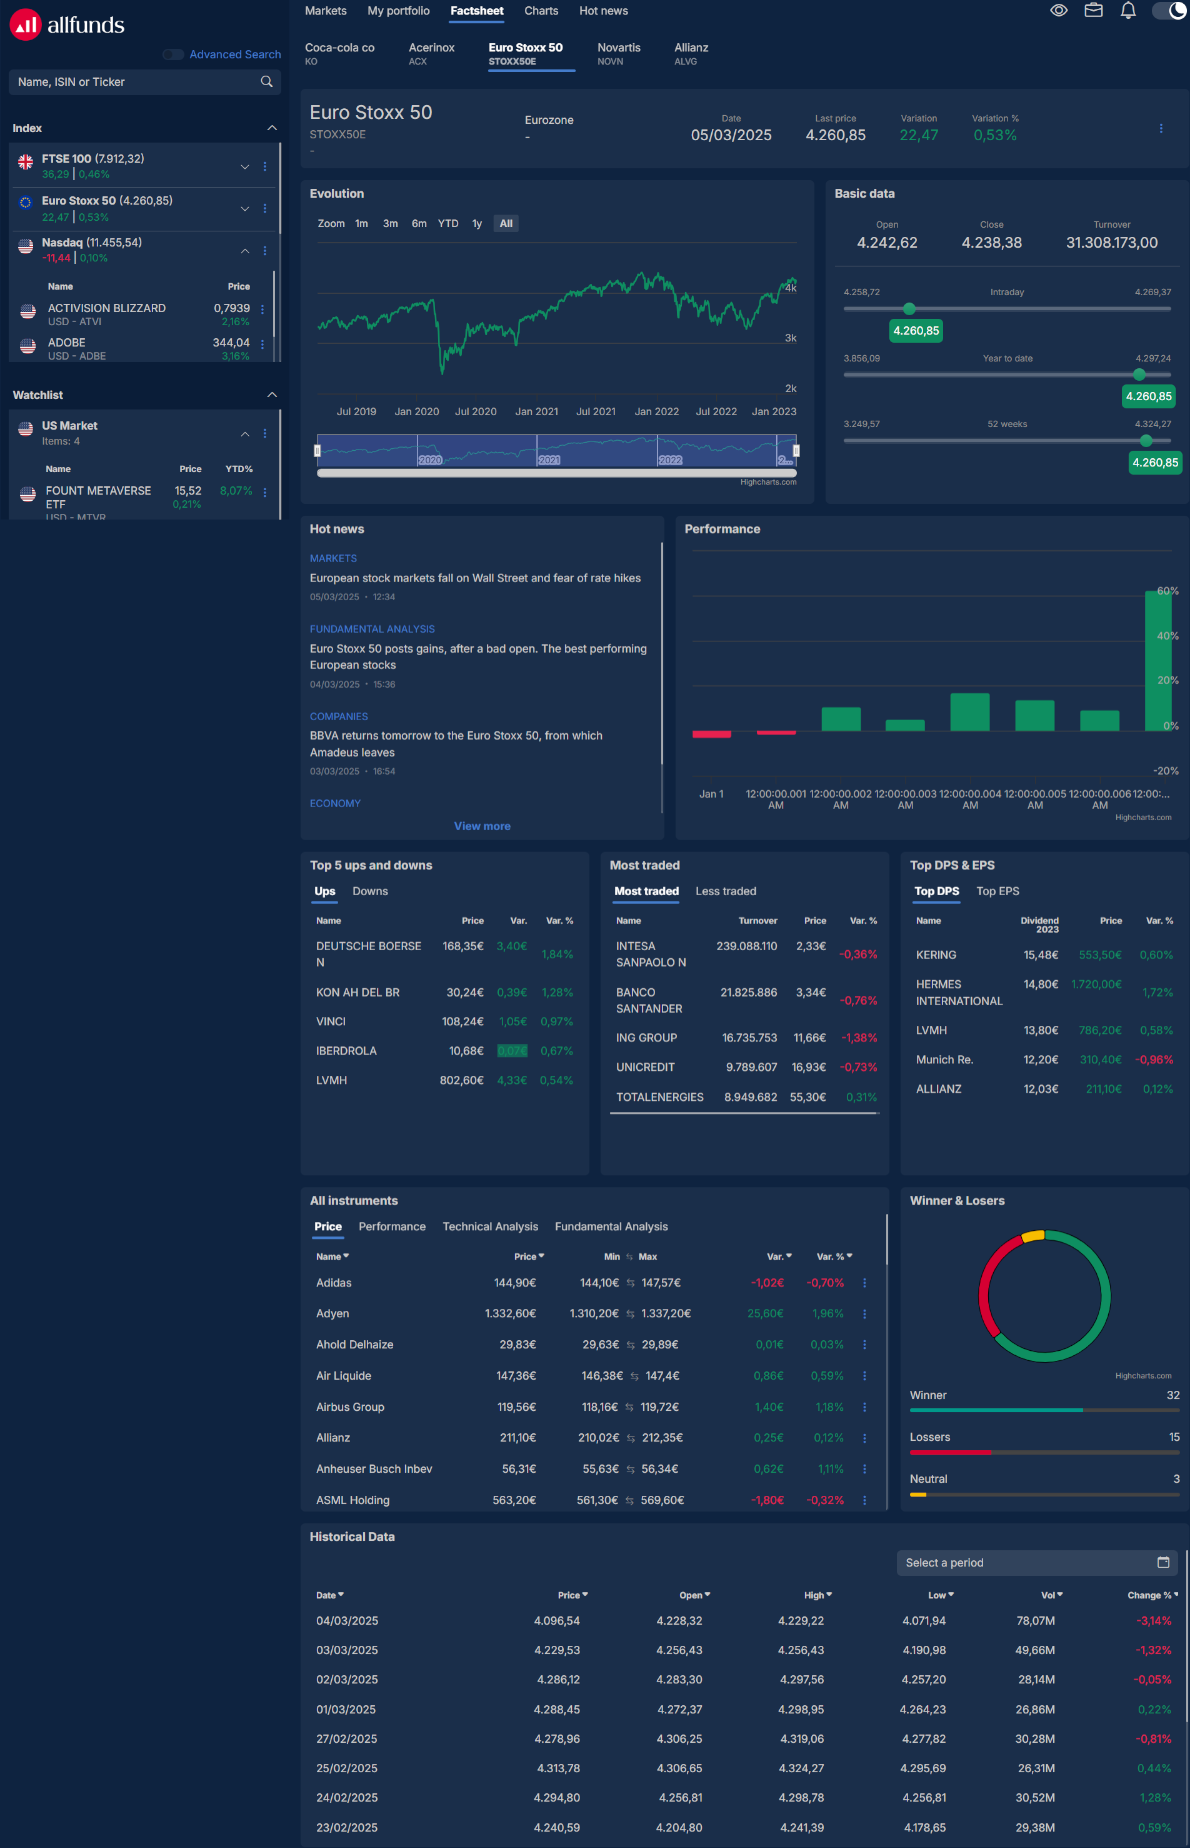 allfunds
Advanced Search
Name, ISIN or Ticker
Index
FTSE 100 (7.912,32)
36,29 | 0,46%
Euro Stoxx 50 (4.260,85)
22,47 | 0,53%
Nasdaq (11.455,54)
-11,44 | 0,10%
Name Price
ACTIVISION BLIZZARD 0,7939
USD - ATVI 2,16%
ADOBE 344,04
USD - ADBE 3,16%
Watchlist
US Market
Items: 4
Name Price YTD%
FOUNT METAVERSE 15,52 8,07%
ETF 0,21%
USD - MTVR
Markets My portfolio Factsheet Charts Hot news
Coca-cola co Acerinox Euro Stoxx 50 Novartis Allianz
KO ACX STOXX50E NOVN ALVG
Euro Stoxx 50
STOXX50E
-
Eurozone
-
Date Last price Variation Variation %
05/03/2025 4.260,85 22,47 0,53%
Evolution
Zoom 1m 3m 6m YTD 1y All
4k
3k
2k
Jul 2019 Jan 2020 Jul 2020 Jan 2021 Jul 2021 Jan 2022 Jul 2022 Jan 2023
2020 2021 2022 2...
Highcharts.com
Basic data
Open Close Turnover
4.242,62 4.238,38 31.308.173,00
4.258,72 Intraday 4.269,37
4.260,85
3.856,09 Year to date 4.297,24
4.260,85
3.249,57 52 weeks 4.324,27
4.260,85
Hot news
MARKETS
European stock markets fall on Wall Street and fear of rate hikes
05/03/2025 • 12:34
FUNDAMENTAL ANALYSIS
Euro Stoxx 50 posts gains, after a bad open. The best performing
European stocks
04/03/2025 • 15:36
COMPANIES
BBVA returns tomorrow to the Euro Stoxx 50, from which
Amadeus leaves
03/03/2025 • 16:54
ECONOMY
View more
Performance
60%
40%
20%
0%
-20%
Jan 1 12:00:00.001 12:00:00.002 12:00:00.003 12:00:00.004 12:00:00.005 12:00:00.006 12:00:...
AM AM AM AM AM AM
Highcharts.com
Top 5 ups and downs
Ups Downs
Name Price Var. Var. %
DEUTSCHE BOERSE 168,35€ 3,40€ 1,84%
N
KON AH DEL BR 30,24€ 0,39€ 1,28%
VINCI 108,24€ 1,05€ 0,97%
IBERDROLA 10,68€ 0,07€ 0,67%
LVMH 802,60€ 4,33€ 0,54%
Most traded
Most traded Less traded
Name Turnover Price Var. %
INTESA 239.088.110 2,33€ -0,36%
SANPAOLO N
BANCO 21.825.886 3,34€ -0,76%
SANTANDER
ING GROUP 16.735.753 11,66€ -1,38%
UNICREDIT 9.789.607 16,93€ -0,73%
TOTALENERGIES 8.949.682 55,30€ 0,31%
Top DPS & EPS
Top DPS Top EPS
Name Dividend Price Var. %
2023
KERING 15,48€ 553,50€ 0,60%
HERMES 14,80€ 1.720,00€ 1,72%
INTERNATIONAL
LVMH 13,80€ 786,20€ 0,58%
Munich Re. 12,20€ 310,40€ -0,96%
ALLIANZ 12,03€ 211,10€ 0,12%
All instruments
Price Performance Technical Analysis Fundamental Analysis
Name Price Min ⇆ Max Var. Var. %
Adidas 144,90€ 144,10€ ⇆ 147,57€ -1,02€ -0,70%
Adyen 1.332,60€ 1.310,20€ ⇆ 1.337,20€ 25,60€ 1,96%
Ahold Delhaize 29,83€ 29,63€ ⇆ 29,89€ 0,01€ 0,03%
Air Liquide 147,36€ 146,38€ ⇆ 147,4€ 0,86€ 0,59%
Airbus Group 119,56€ 118,16€ ⇆ 119,72€ 1,40€ 1,18%
Allianz 211,10€ 210,02€ ⇆ 212,35€ 0,25€ 0,12%
Anheuser Busch Inbev 56,31€ 55,63€ ⇆ 56,34€ 0,62€ 1,11%
ASML Holding 563,20€ 561,30€ ⇆ 569,60€ -1,80€ -0,32%
Winner & Losers
Highcharts.com
Winner 32
Lossers 15
Neutral 3
Historical Data
Select a period
Date Price Open High Low Vol Change %
04/03/2025 4.096,54 4.228,32 4.229,22 4.071,94 78,07M -3,14%
03/03/2025 4.229,53 4.256,43 4.256,43 4.190,98 49,66M -1,32%
02/03/2025 4.286,12 4.283,30 4.297,56 4.257,20 28,14M -0,05%
01/03/2025 4.288,45 4.272,37 4.298,95 4.264,23 26,86M 0,22%
27/02/2025 4.278,96 4.306,25 4.319,06 4.277,82 30,28M -0,81%
25/02/2025 4.313,78 4.306,65 4.324,27 4.295,69 26,31M 0,44%
24/02/2025 4.294,80 4.256,81 4.298,78 4.256,81 30,52M 1,28%
23/02/2025 4.240,59 4.204,80 4.241,39 4.178,65 29,38M 0,59%